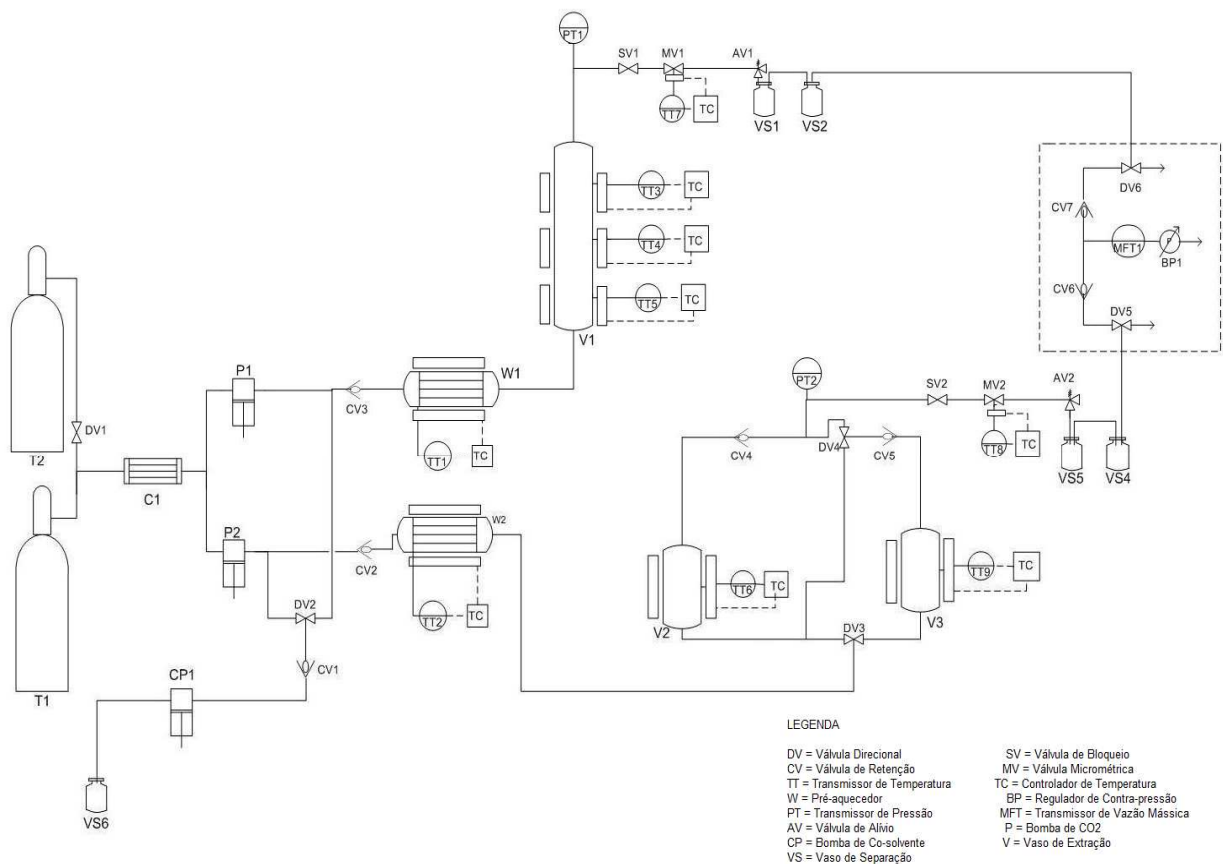 PT1
SV1 MV1 AV1
TT7 TC
VS1 VS2
TT3 TC
DV6
CV7
TT4 TC
MFT1
P
BP1
TT5 TC
CV6
DV5
V1
P1
W1
CV3
PT2
SV2 MV2 AV2
DV1
T2
TT1 TC
CV4 DV4 CV5
TT8 TC
VS5 VS4
C1
P2
W2
CV2
TT6 TC
TT9 TC
DV2
TT2 TC
V2 DV3 V3
CV1
CP1
T1
VS6
LEGENDA
DV = Válvula Direcional
CV = Válvula de Retenção
TT = Transmissor de Temperatura
W = Pré-aquecedor
PT = Transmissor de Pressão
AV = Válvula de Alívio
CP = Bomba de Co-solvente
VS = Vaso de Separação
SV = Válvula de Bloqueio
MV = Válvula Micrométrica
TC = Controlador de Temperatura
BP = Regulador de Contra-pressão
MFT = Transmissor de Vazão Mássica
P = Bomba de CO2
V = Vaso de Extração